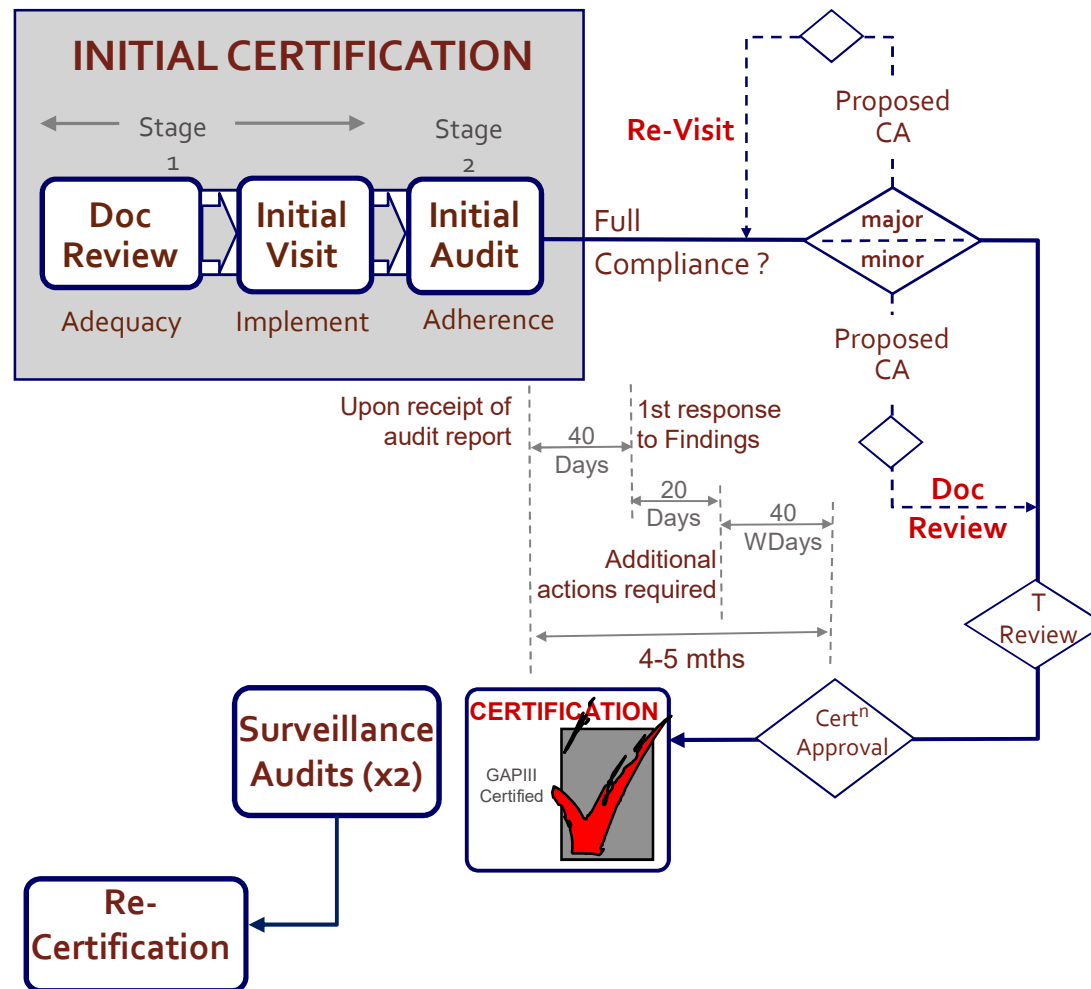 INITIAL CERTIFICATION
Stage
1
Stage
2
Doc
Review
Initial
Visit
Initial
Audit
Adequacy
Implement
Adherence
Full
Compliance ?
Re-Visit
Proposed
CA
major
minor
Proposed
CA
Doc
Review
Upon receipt of
audit report
40
Days
1st response
to Findings
20
Days
40
WDays
Additional
actions required
4-5 mths
T
Review
Certⁿ
Approval
CERTIFICATION
GAPIII
Certified
Surveillance
Audits (x2)
Re-
Certification